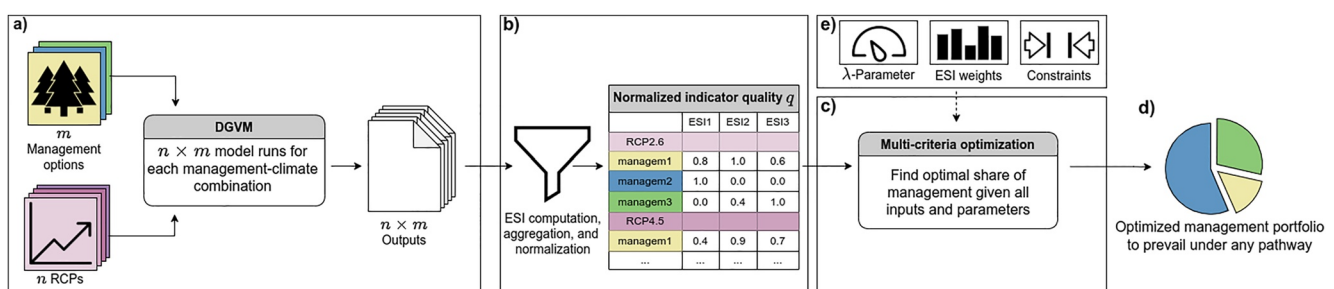 a)
m
Management
options
n RCPs
DGVM
n × m model runs for
each management-climate
combination
n × m
Outputs
b)
ESI computation,
aggregation, and
normalization
Normalized indicator quality q
ESI1 ESI2 ESI3
RCP2.6
managem1 0.8 1.0 0.6
managem2 1.0 0.0 0.0
managem3 0.0 0.4 1.0
RCP4.5
managem1 0.4 0.9 0.7
... ... ... ...
e)
λ-Parameter
ESI weights
Constraints
c)
Multi-criteria optimization
Find optimal share of
management given all
inputs and parameters
d)
Optimized management portfolio
to prevail under any pathway